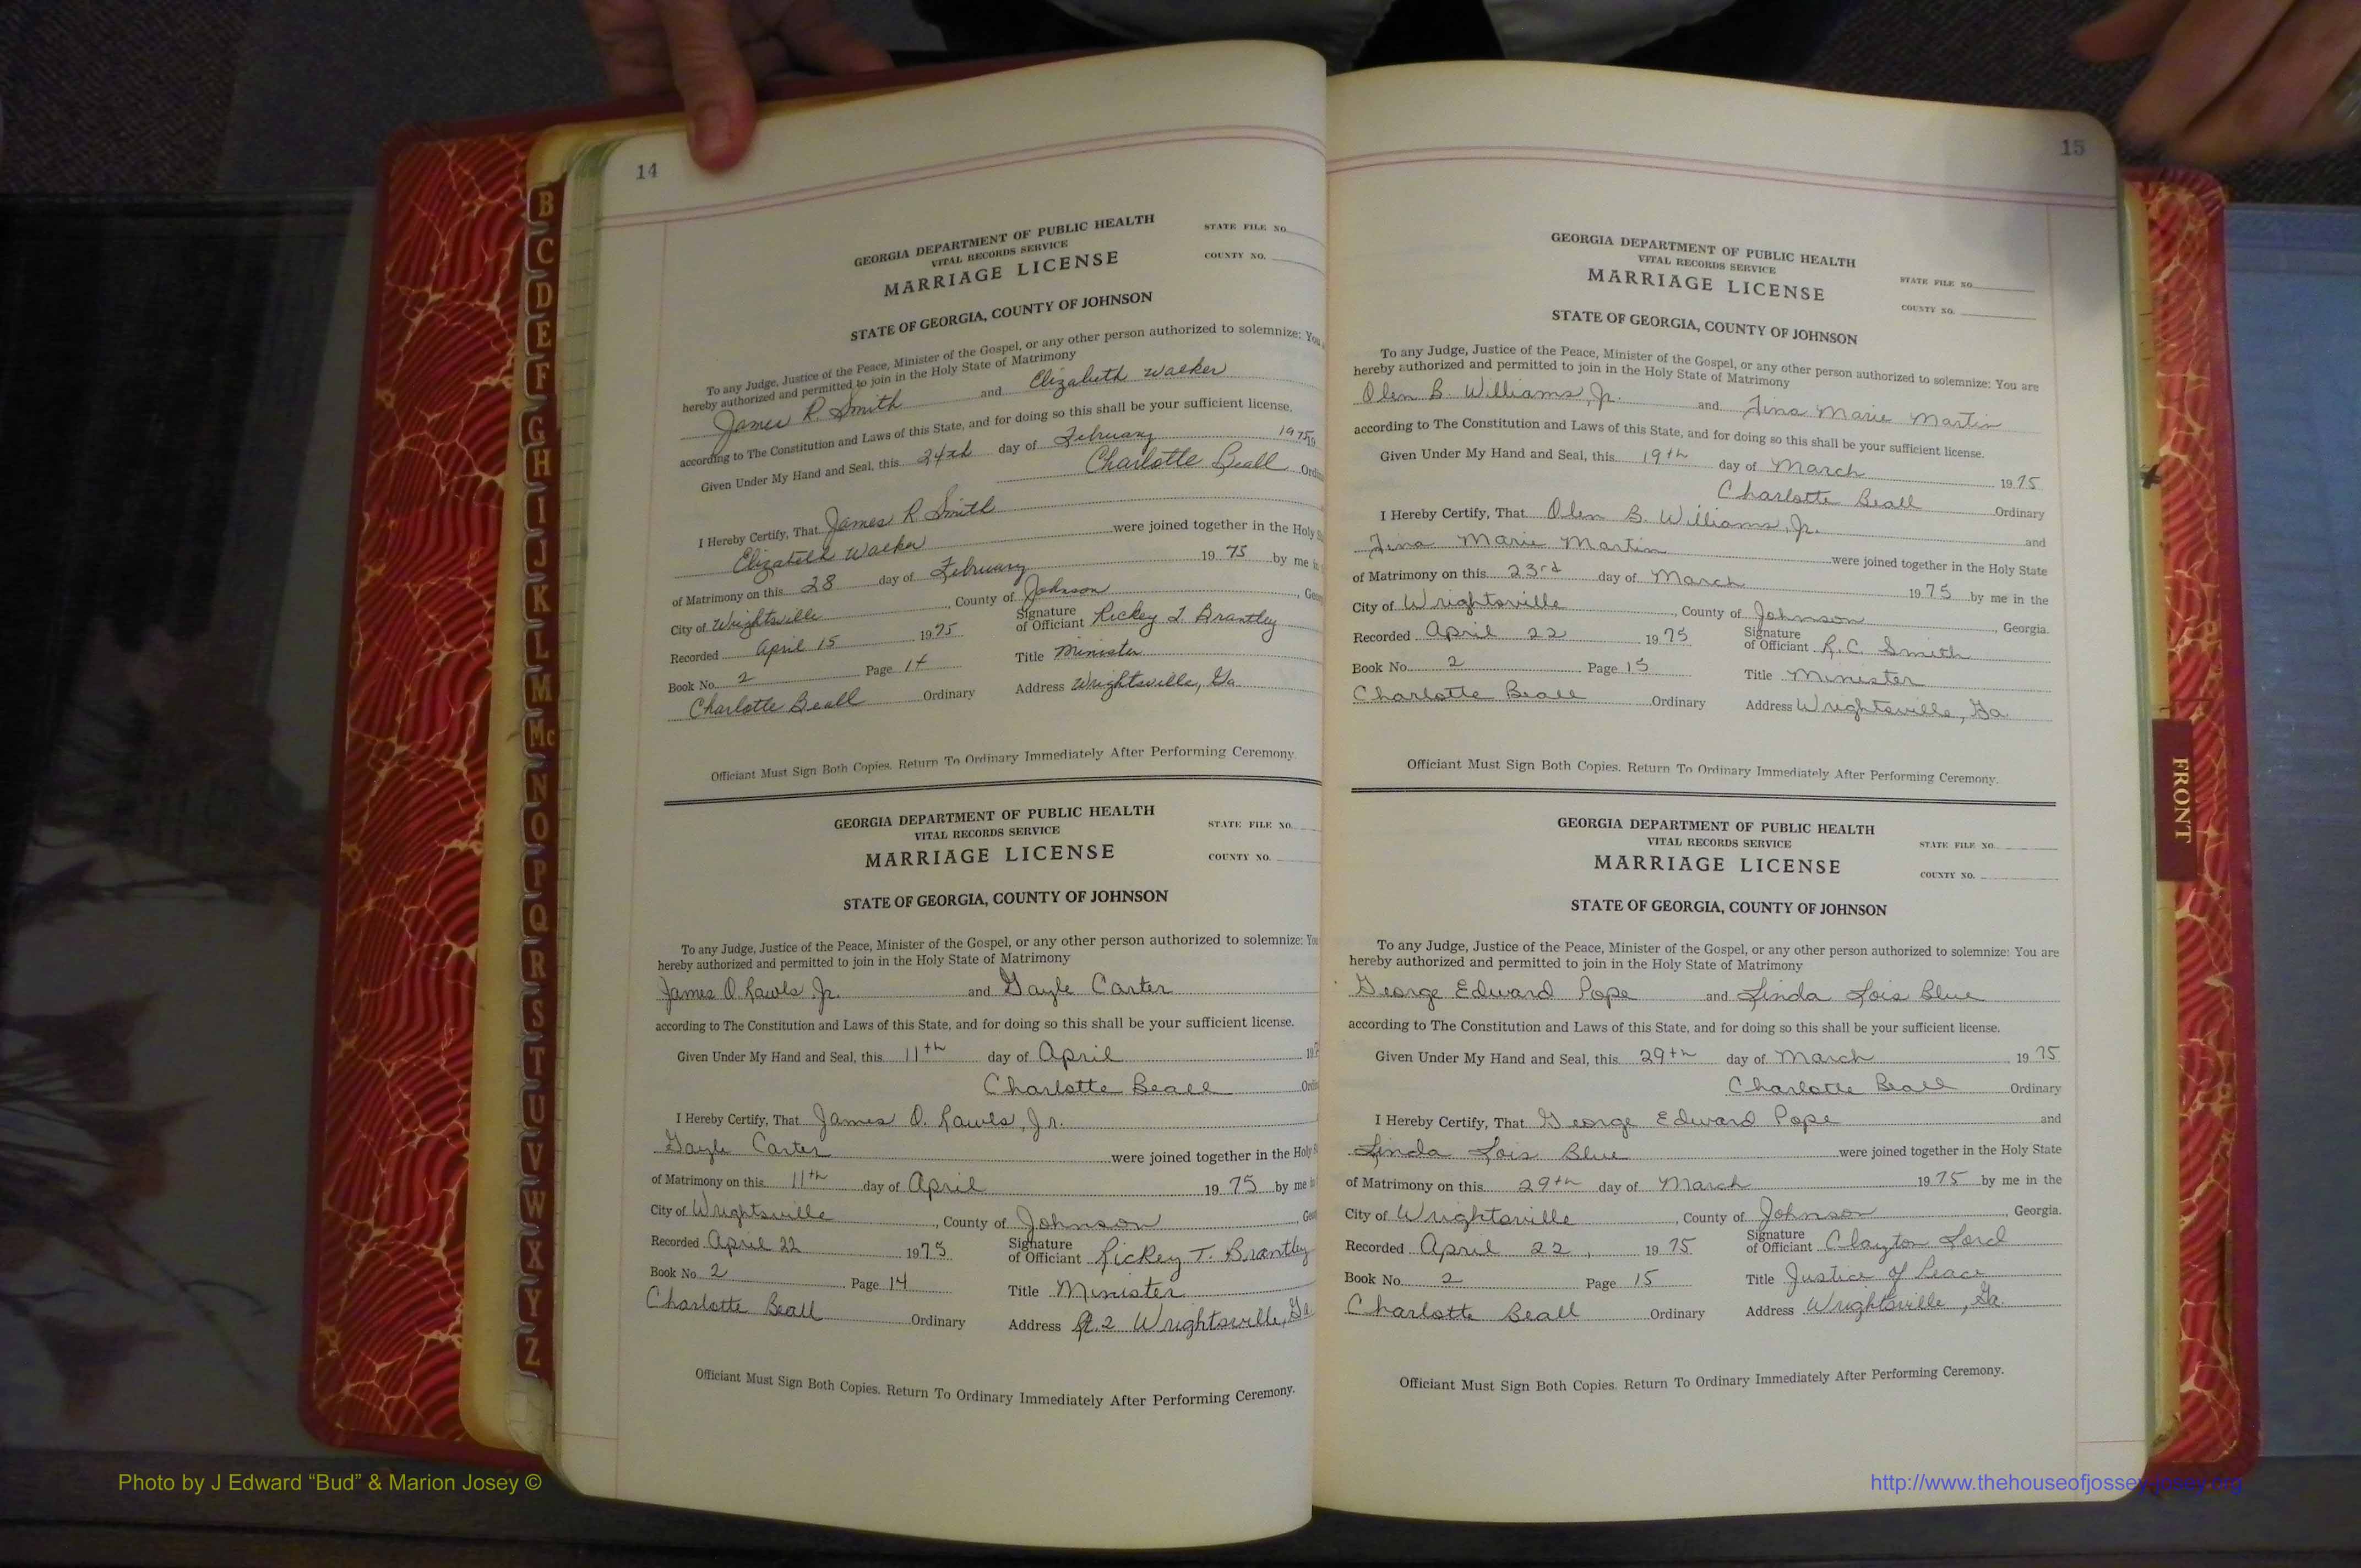 14
GEORGIA DEPARTMENT OF PUBLIC HEALTH
VITAL RECORDS SERVICE
MARRIAGE LICENSE
STATE FILE NO.
COUNTY NO.
STATE OF GEORGIA, COUNTY OF JOHNSON
To any Judge, Justice of the Peace, Minister of the Gospel, or any other person authorized to solemnize: You
hereby authorized and permitted to join in the Holy State of Matrimony
James R. Smith and Elizabeth Walker
according to The Constitution and Laws of this State, and for doing so this shall be your sufficient license.
Given Under My Hand and Seal, this 24th day of February 1975
Charlotte Beall
I Hereby Certify, That James R Smith
Elizabeth Walker were joined together in the Holy
of Matrimony on this 28 day of February 1975 by me
City of Wrightsville, County of Johnson
Recorded April 15 1975 Signature of Officiant Rickey T. Brantley
Book No. 2 Page 14 Title Minister
Charlotte Beall Ordinary Address Wrightsville, Ga
Officiant Must Sign Both Copies. Return To Ordinary Immediately After Performing Ceremony.
GEORGIA DEPARTMENT OF PUBLIC HEALTH
VITAL RECORDS SERVICE
MARRIAGE LICENSE
STATE FILE NO.
COUNTY NO.
STATE OF GEORGIA, COUNTY OF JOHNSON
To any Judge, Justice of the Peace, Minister of the Gospel, or any other person authorized to solemnize: You
hereby authorized and permitted to join in the Holy State of Matrimony
James O. Rawls Jr. and Gayle Carter
according to The Constitution and Laws of this State, and for doing so this shall be your sufficient license.
Given Under My Hand and Seal, this 11th day of April
Charlotte Beall
I Hereby Certify, That James O. Rawls, Jr.
Gayle Carter were joined together in the Holy
of Matrimony on this 11th day of April 1975 by me
City of Wrightsville, County of Johnson
Recorded April 22 1975 Signature of Officiant Rickey T. Brantley
Book No. 2 Page 14 Title Minister
Charlotte Beall Ordinary Address Rt. 2 Wrightsville, Ga
Officiant Must Sign Both Copies. Return To Ordinary Immediately After Performing Ceremony.
15
GEORGIA DEPARTMENT OF PUBLIC HEALTH
VITAL RECORDS SERVICE
MARRIAGE LICENSE
STATE FILE NO.
COUNTY NO.
STATE OF GEORGIA, COUNTY OF JOHNSON
To any Judge, Justice of the Peace, Minister of the Gospel, or any other person authorized to solemnize: You are
hereby authorized and permitted to join in the Holy State of Matrimony
Olen B. Williams, Jr. and Tina Marie Martin
according to The Constitution and Laws of this State, and for doing so this shall be your sufficient license.
Given Under My Hand and Seal, this 19th day of March 1975
Charlotte Beall Ordinary
I Hereby Certify, That Olen B. Williams, Jr. and
Tina Marie Martin were joined together in the Holy State
of Matrimony on this 23rd day of March 1975 by me in the
City of Wrightsville, County of Johnson, Georgia.
Recorded April 22 1975 Signature of Officiant R.C. Smith
Book No. 2 Page 15 Title Minister
Charlotte Beall Ordinary Address Wrightsville, Ga.
Officiant Must Sign Both Copies. Return To Ordinary Immediately After Performing Ceremony.
GEORGIA DEPARTMENT OF PUBLIC HEALTH
VITAL RECORDS SERVICE
MARRIAGE LICENSE
STATE FILE NO.
COUNTY NO.
STATE OF GEORGIA, COUNTY OF JOHNSON
To any Judge, Justice of the Peace, Minister of the Gospel, or any other person authorized to solemnize: You are
hereby authorized and permitted to join in the Holy State of Matrimony
George Edward Pope and Linda Lois Blue
according to The Constitution and Laws of this State, and for doing so this shall be your sufficient license.
Given Under My Hand and Seal, this 29th day of March 1975
Charlotte Beall Ordinary
I Hereby Certify, That George Edward Pope and
Linda Lois Blue were joined together in the Holy State
of Matrimony on this 29th day of March 1975 by me in the
City of Wrightsville, County of Johnson, Georgia.
Recorded April 22, 1975 Signature of Officiant Clayton Lord
Book No. 2 Page 15 Title Justice of Peace
Charlotte Beall Ordinary Address Wrightsville, Ga.
Officiant Must Sign Both Copies. Return To Ordinary Immediately After Performing Ceremony.
B
C
D
E
F
G
H
I
J
K
L
M
Mc
N
O
P
Q
R
S
T
U
V
W
X
Y
Z
FRONT
Photo by J Edward “Bud” & Marion Josey ©
http://www.thehouseofjossey-josey.org